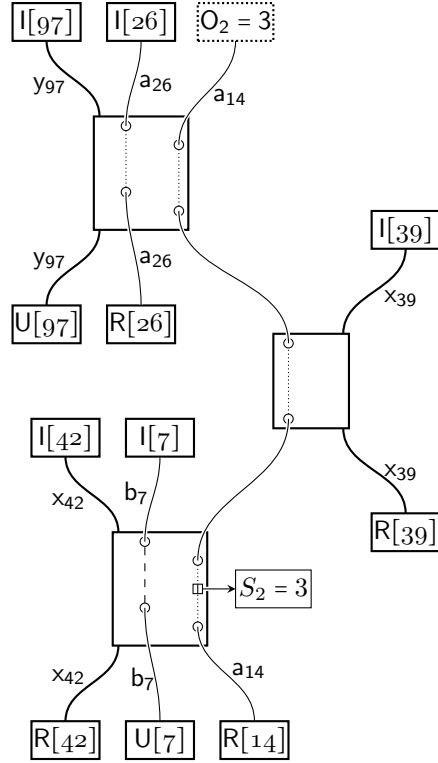 I[97] I[26] O₂ = 3
y₉₇ a₂₆ a₁₄
y₉₇ a₂₆
U[97] R[26]
I[39]
x₃₉
x₃₉
R[39]
I[42] I[7]
x₄₂ b₇
S₂ = 3
x₄₂ b₇ a₁₄
R[42] U[7] R[14]